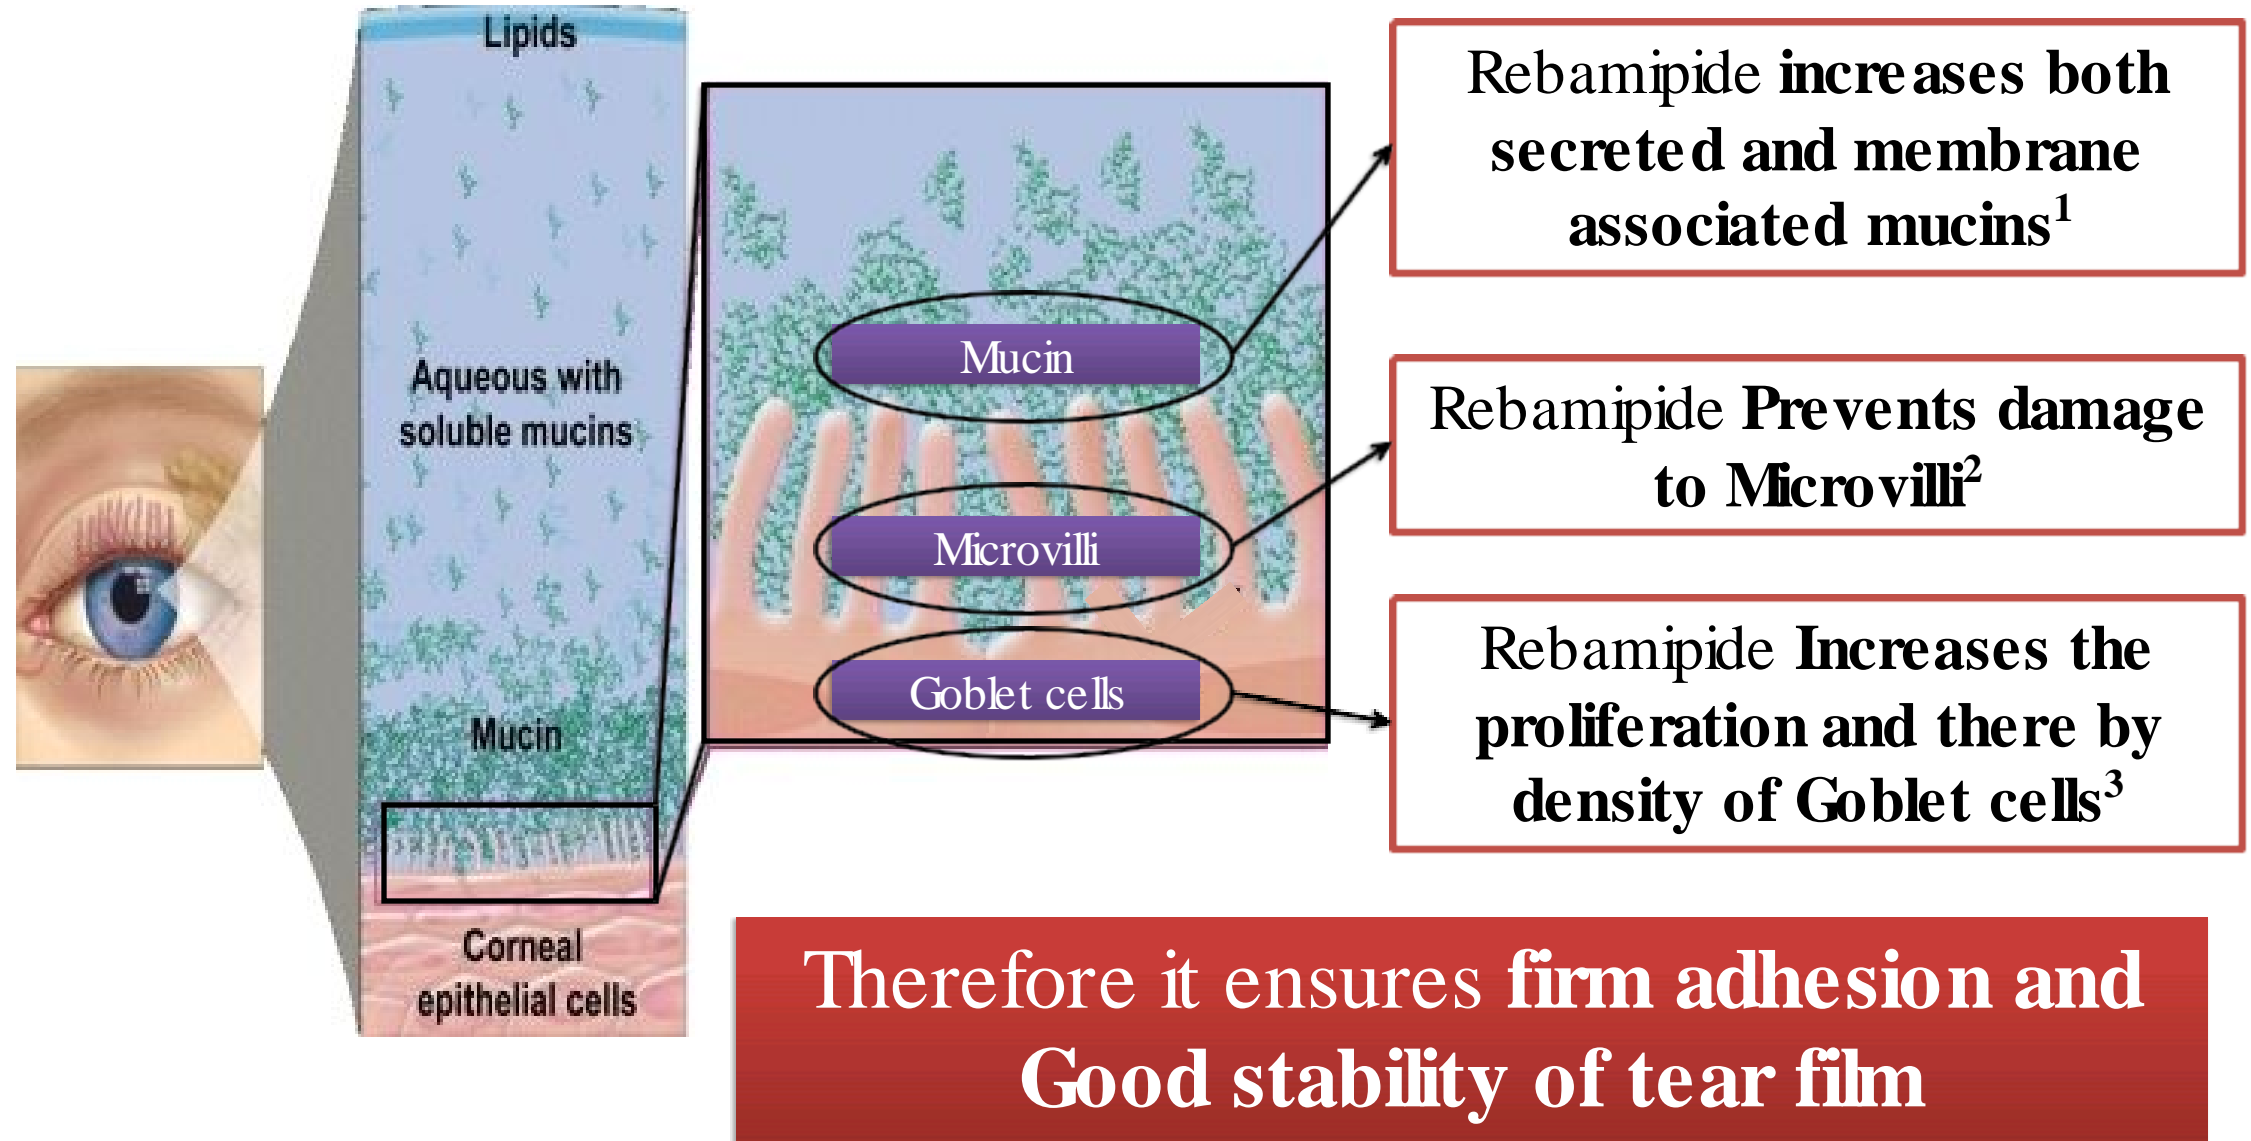 Lipids
Aqueous with
soluble mucins
Mucin
Corneal
epithelial cells
Mucin
Microvilli
Goblet cells
Rebamipide increases both
secreted and membrane
associated mucins¹
Rebamipide Prevents damage
to Microvilli²
Rebamipide Increases the
proliferation and there by
density of Goblet cells³
Therefore it ensures firm adhesion and
Good stability of tear film